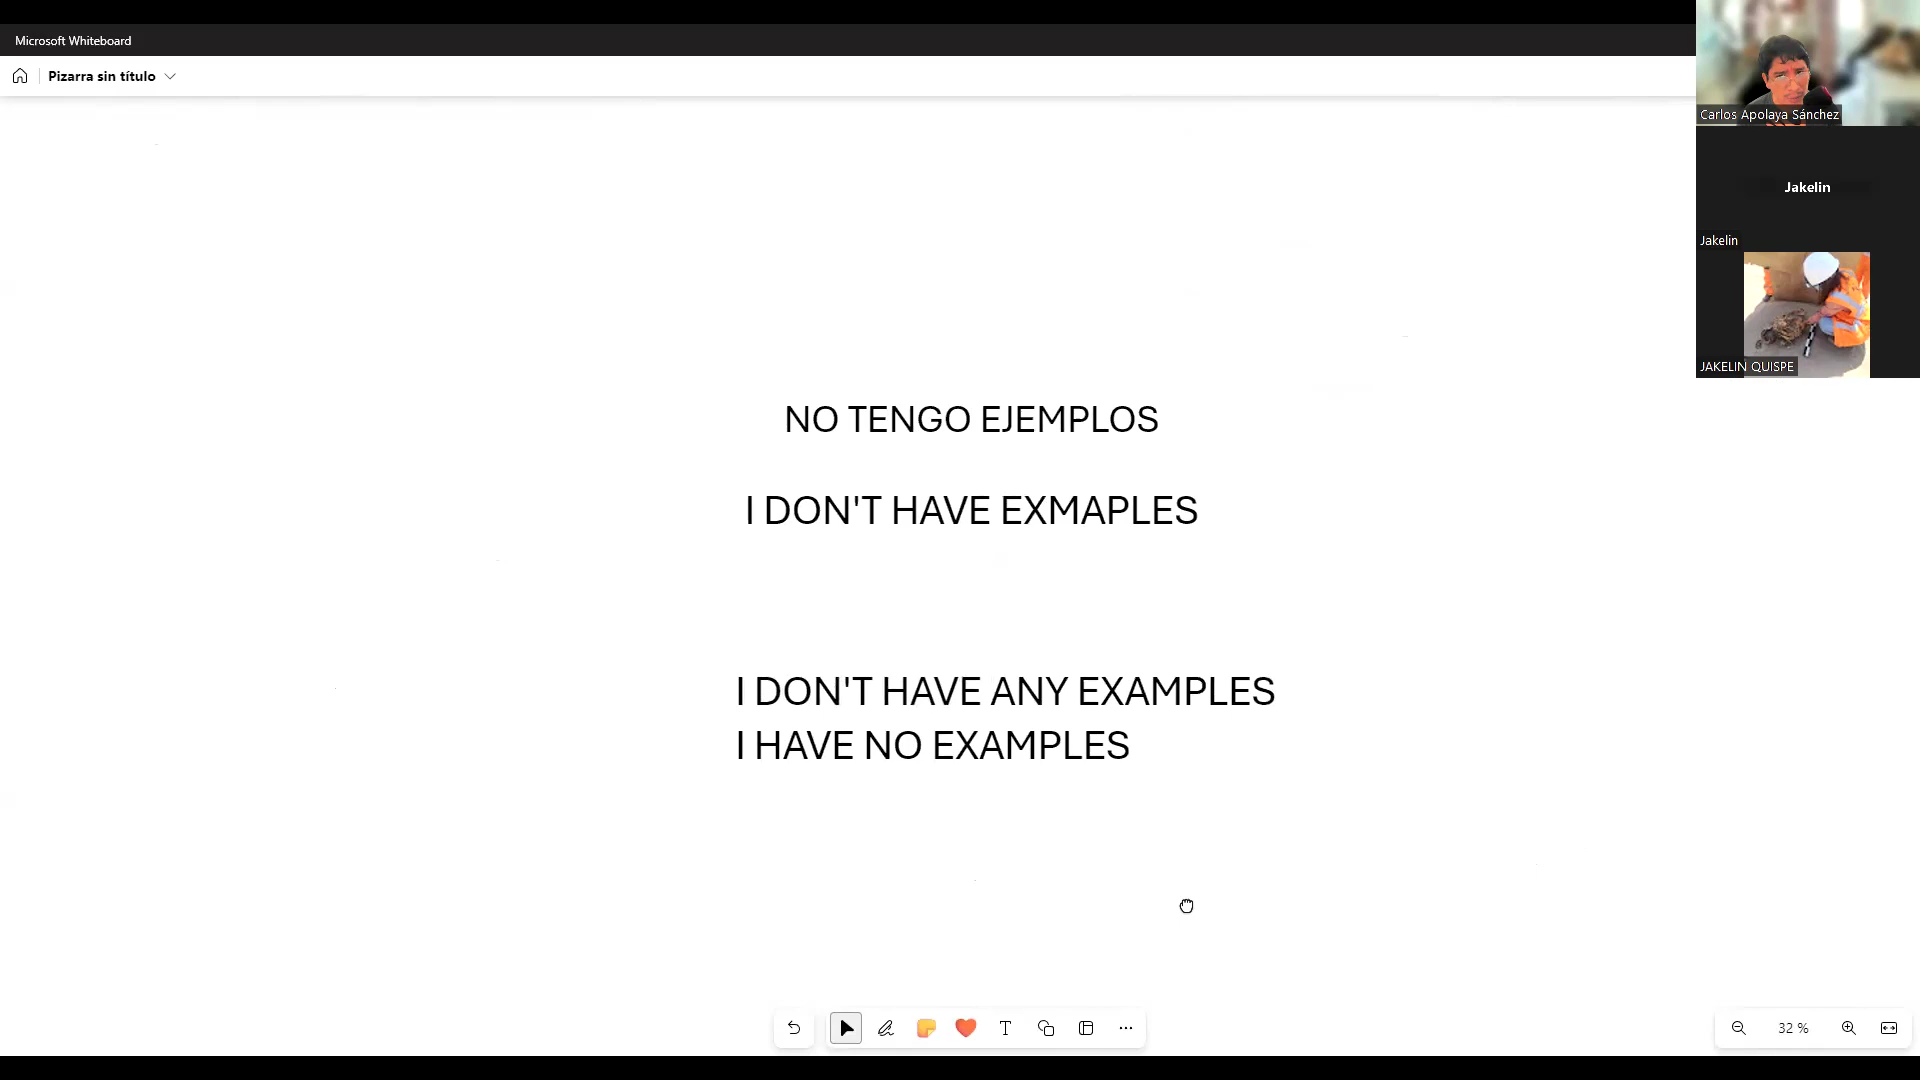 Microsoft Whiteboard
Pizarra sin título
Carlos Apolaya Sánchez
Jakelin
Jakelin
JAKELIN QUISPE
NO TENGO EJEMPLOS
I DON'T HAVE EXMAPLES
I DON'T HAVE ANY EXAMPLES
I HAVE NO EXAMPLES
32 %